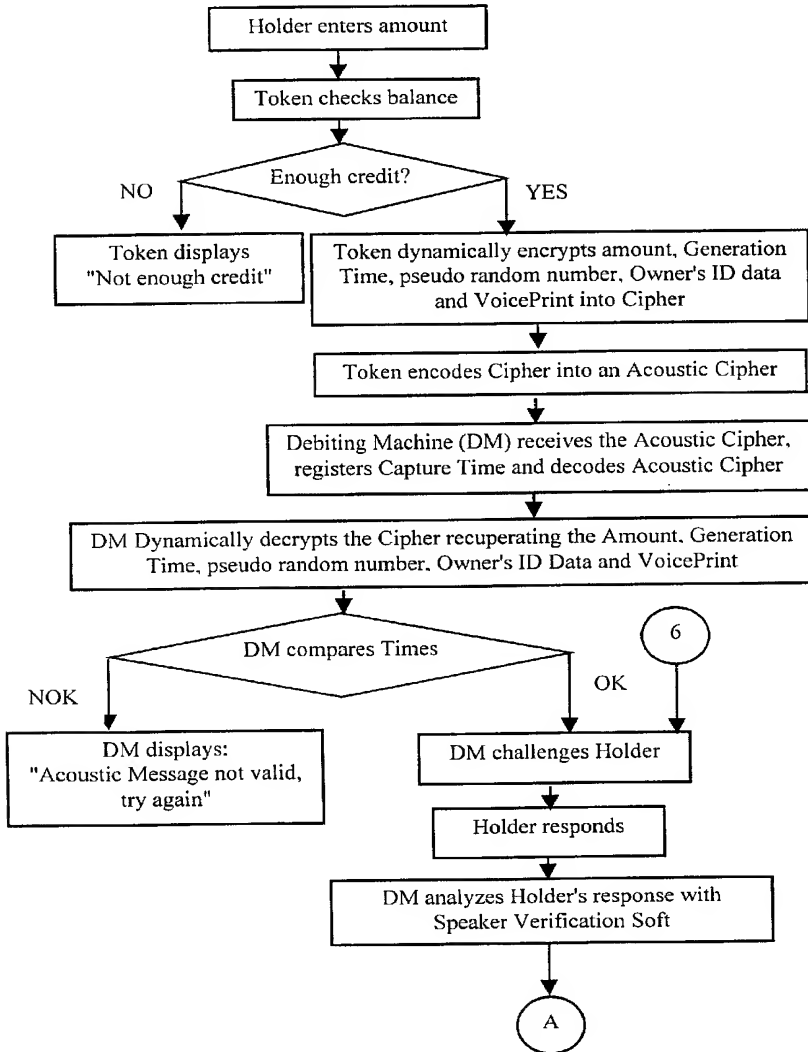 Holder enters amount
Token checks balance
Enough credit?
NO
YES
Token displays
"Not enough credit"
Token dynamically encrypts amount, Generation
Time, pseudo random number, Owner's ID data
and VoicePrint into Cipher
Token encodes Cipher into an Acoustic Cipher
Debiting Machine (DM) receives the Acoustic Cipher,
registers Capture Time and decodes Acoustic Cipher
DM Dynamically decrypts the Cipher recuperating the Amount, Generation
Time, pseudo random number, Owner's ID Data and VoicePrint
DM compares Times
6
NOK
OK
DM displays:
"Acoustic Message not valid,
try again"
DM challenges Holder
Holder responds
DM analyzes Holder's response with
Speaker Verification Soft
A